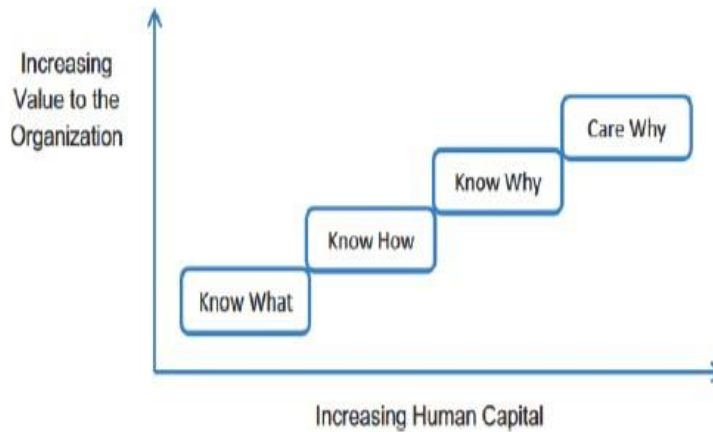 Increasing
Value to the
Organization
Care Why
Know Why
Know How
Know What
Increasing Human Capital